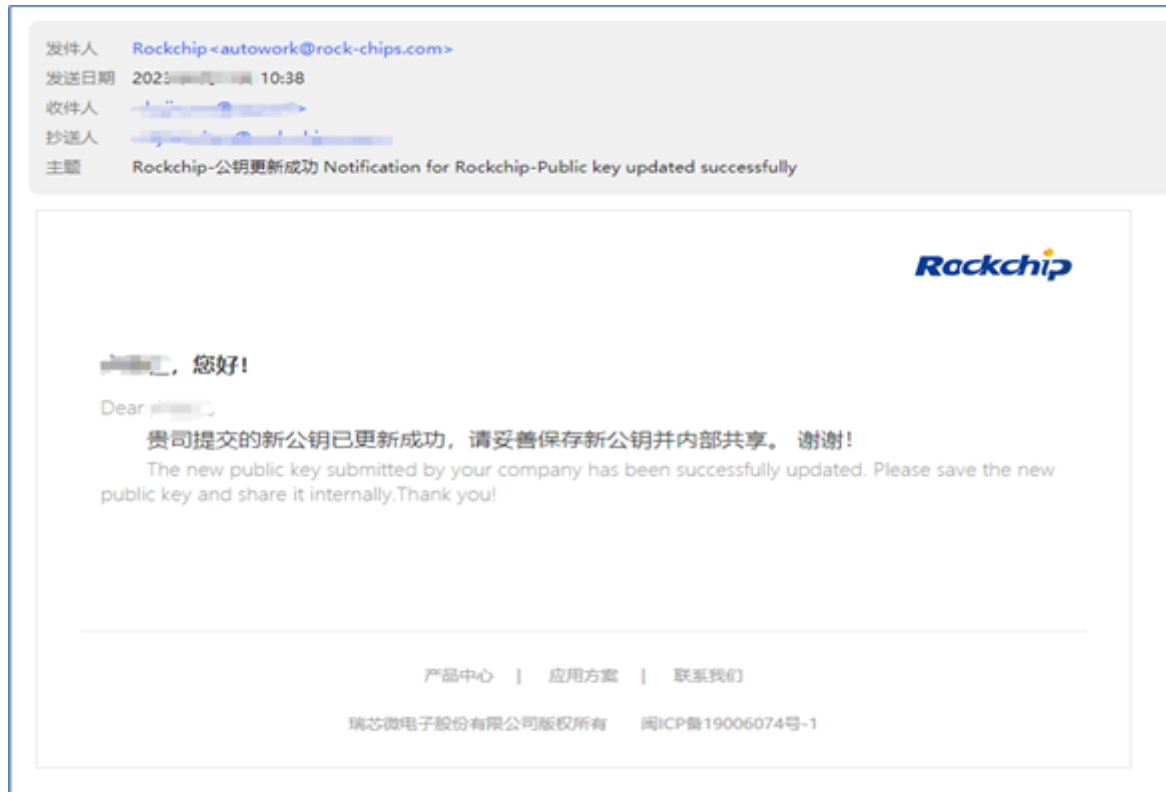 发件人 Rockchip<autowork@rock-chips.com>
发送日期 2023 10:38
收件人
抄送人
主题 Rockchip-公钥更新成功 Notification for Rockchip-Public key updated successfully
Rockchip
，您好！
Dear
贵司提交的新公钥已更新成功，请妥善保存新公钥并内部共享。 谢谢！
The new public key submitted by your company has been successfully updated. Please save the new
public key and share it internally.Thank you!
产品中心 | 应用方案 | 联系我们
瑞芯微电子股份有限公司版权所有 闽ICP备19006074号-1